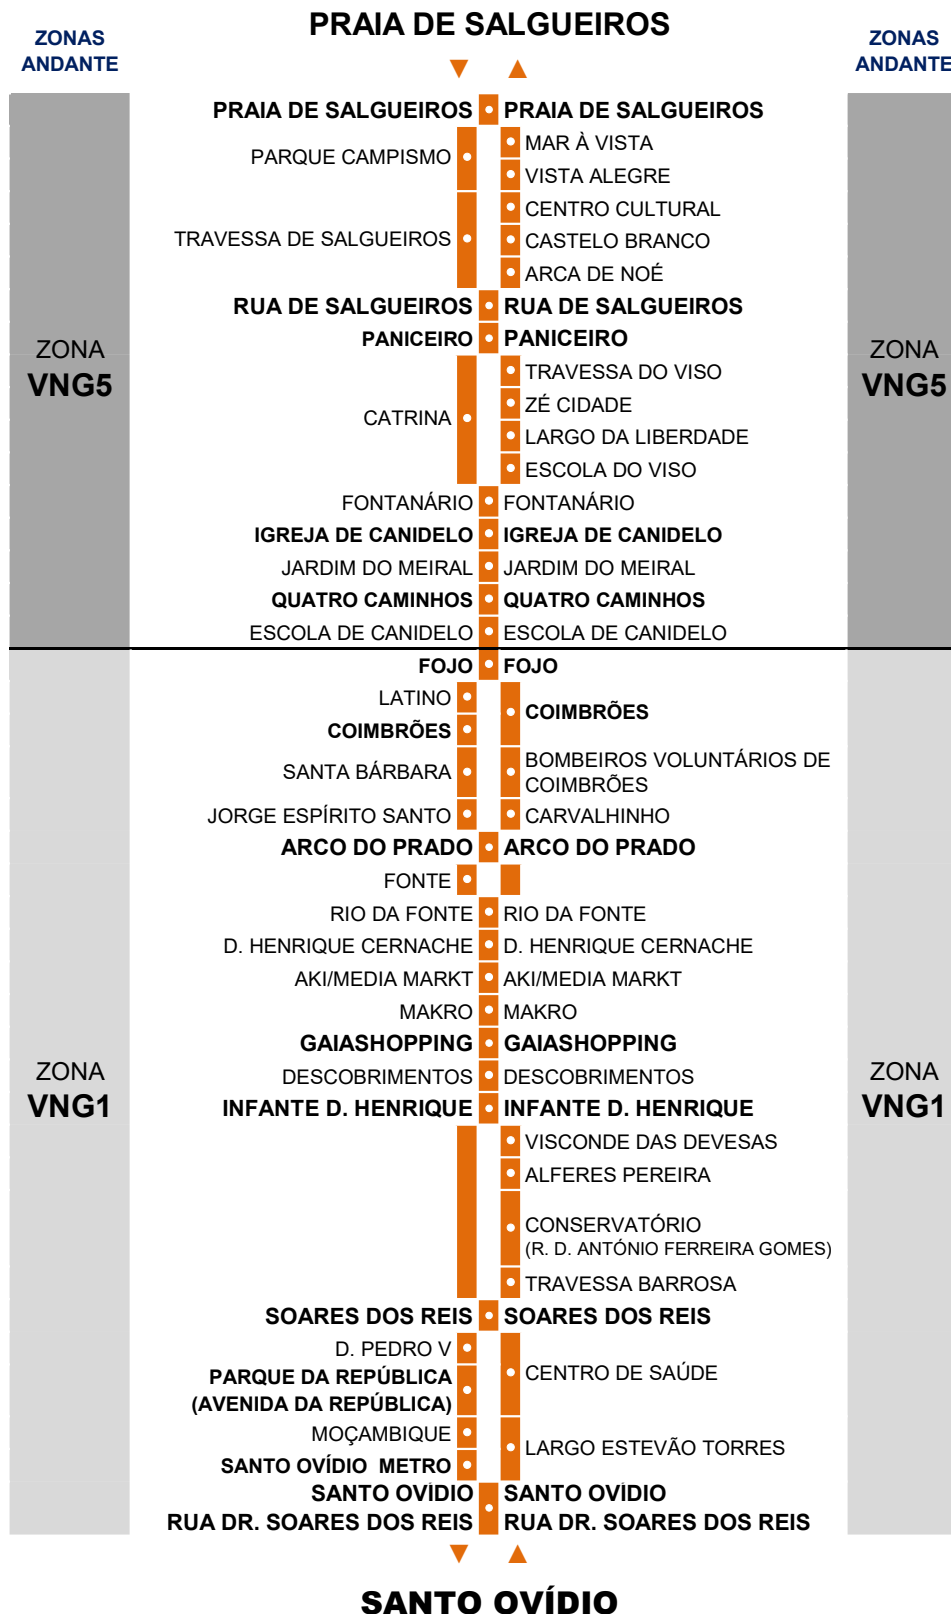 PRAIA DE SALGUEIROS
ZONAS
ANDANTE
ZONAS
ANDANTE
PRAIA DE SALGUEIROS PRAIA DE SALGUEIROS
MAR À VISTA
PARQUE CAMPISMO
VISTA ALEGRE
CENTRO CULTURAL
TRAVESSA DE SALGUEIROS CASTELO BRANCO
ARCA DE NOÉ
RUA DE SALGUEIROS RUA DE SALGUEIROS
PANICEIRO PANICEIRO
ZONA
VNG5
ZONA
VNG5
TRAVESSA DO VISO
ZÉ CIDADE
CATRINA
LARGO DA LIBERDADE
ESCOLA DO VISO
FONTANÁRIO FONTANÁRIO
IGREJA DE CANIDELO IGREJA DE CANIDELO
JARDIM DO MEIRAL JARDIM DO MEIRAL
QUATRO CAMINHOS QUATRO CAMINHOS
ESCOLA DE CANIDELO ESCOLA DE CANIDELO
FOJO FOJO
LATINO
COIMBRÕES
COIMBRÕES
SANTA BÁRBARA
BOMBEIROS VOLUNTÁRIOS DE
COIMBRÕES
JORGE ESPÍRITO SANTO CARVALHINHO
ARCO DO PRADO ARCO DO PRADO
FONTE
RIO DA FONTE RIO DA FONTE
D. HENRIQUE CERNACHE D. HENRIQUE CERNACHE
AKI/MEDIA MARKT AKI/MEDIA MARKT
MAKRO MAKRO
GAIASHOPPING GAIASHOPPING
DESCOBRIMENTOS DESCOBRIMENTOS
ZONA
VNG1
ZONA
VNG1
INFANTE D. HENRIQUE INFANTE D. HENRIQUE
VISCONDE DAS DEVESAS
ALFERES PEREIRA
CONSERVATÓRIO
(R. D. ANTÓNIO FERREIRA GOMES)
TRAVESSA BARROSA
SOARES DOS REIS SOARES DOS REIS
D. PEDRO V
PARQUE DA REPÚBLICA
(AVENIDA DA REPÚBLICA)
CENTRO DE SAÚDE
MOÇAMBIQUE
LARGO ESTEVÃO TORRES
SANTO OVÍDIO METRO
SANTO OVÍDIO SANTO OVÍDIO
RUA DR. SOARES DOS REIS RUA DR. SOARES DOS REIS
SANTO OVÍDIO